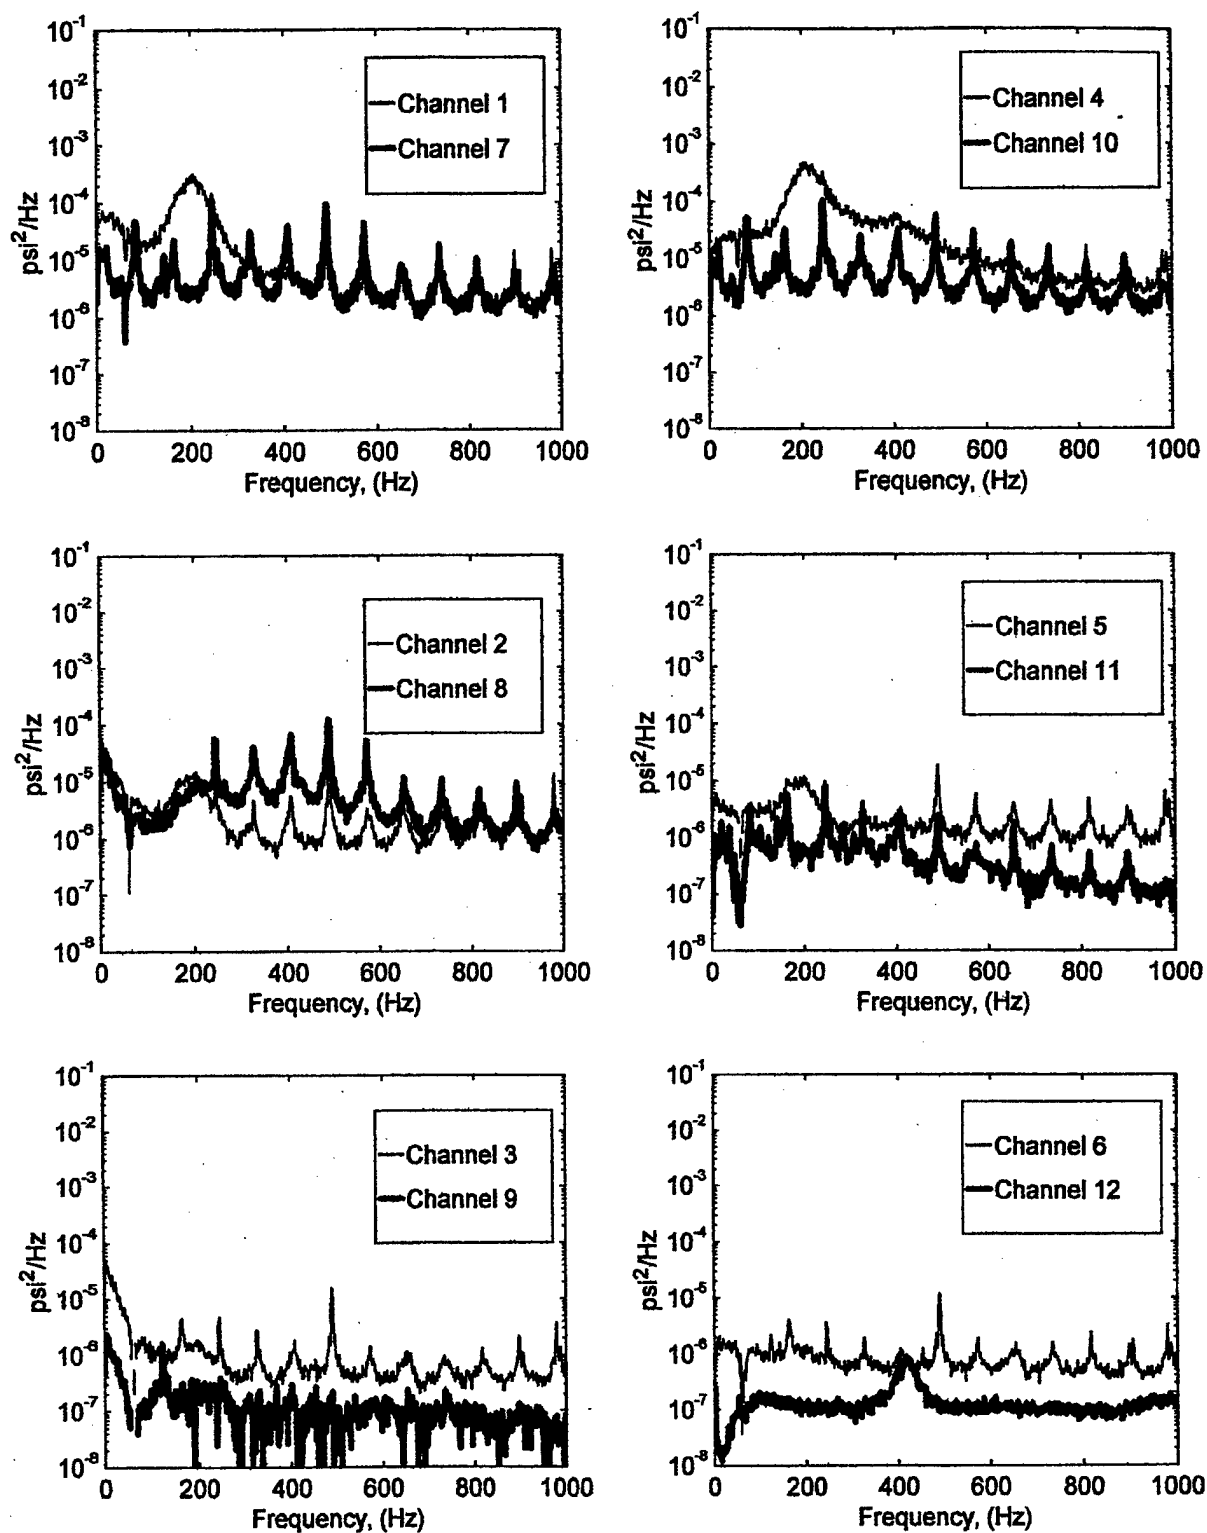 10-1
10-2
10-3
10-4
10-5
10-6
10-7
10-8
psi2/Hz
Channel 1
Channel 7
0 200 400 600 800 1000
Frequency, (Hz)
10-1
10-2
10-3
10-4
10-5
10-6
10-7
10-8
psi2/Hz
Channel 4
Channel 10
0 200 400 600 800 1000
Frequency, (Hz)
10-1
10-2
10-3
10-4
10-5
10-6
10-7
10-8
psi2/Hz
Channel 2
Channel 8
0 200 400 600 800 1000
Frequency, (Hz)
10-1
10-2
10-3
10-4
10-5
10-6
10-7
10-8
psi2/Hz
Channel 5
Channel 11
0 200 400 600 800 1000
Frequency, (Hz)
10-1
10-2
10-3
10-4
10-5
10-6
10-7
10-8
psi2/Hz
Channel 3
Channel 9
0 200 400 600 800 1000
Frequency, (Hz)
10-1
10-2
10-3
10-4
10-5
10-6
10-7
10-8
psi2/Hz
Channel 6
Channel 12
0 200 400 600 800 1000
Frequency, (Hz)